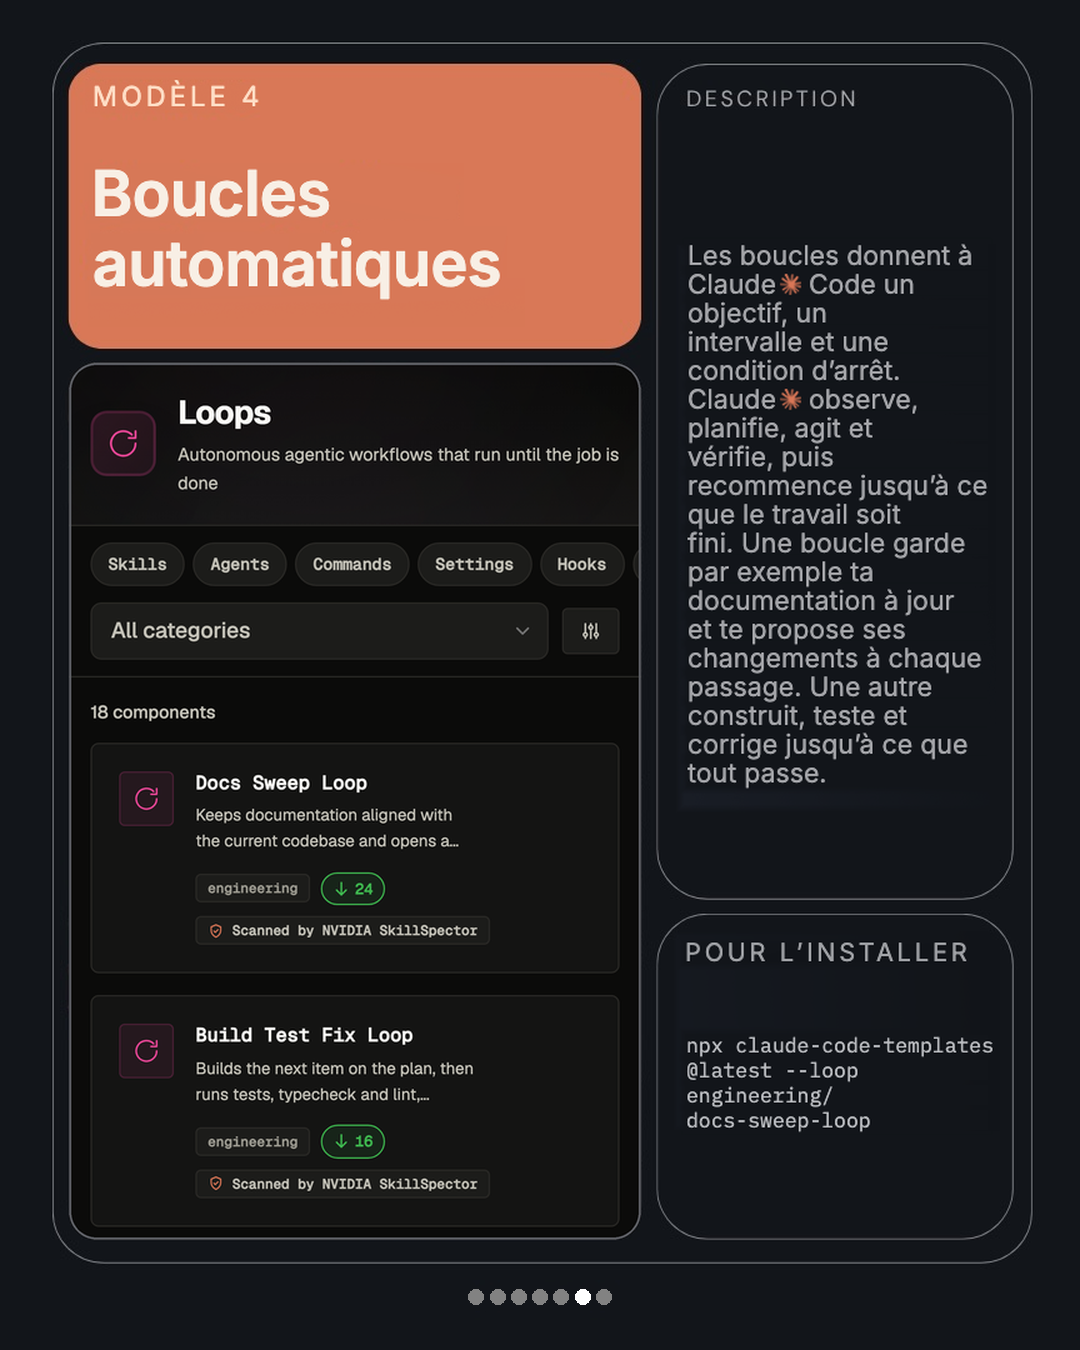 MODÈLE 4
Boucles
automatiques
Loops
Autonomous agentic workflows that run until the job is
done
Skills
Agents
Commands
Settings
Hooks
All categories
18 components
Docs Sweep Loop
Keeps documentation aligned with
the current codebase and opens a…
engineering
↓ 24
Scanned by NVIDIA SkillSpector
Build Test Fix Loop
Builds the next item on the plan, then
runs tests, typecheck and lint,…
engineering
↓ 16
Scanned by NVIDIA SkillSpector
DESCRIPTION
Les boucles donnent à
Claude Code un
objectif, un
intervalle et une
condition d’arrêt.
Claude observe,
planifie, agit et
vérifie, puis
recommence jusqu’à ce
que le travail soit
fini. Une boucle garde
par exemple ta
documentation à jour
et te propose ses
changements à chaque
passage. Une autre
construit, teste et
corrige jusqu’à ce que
tout passe.
POUR L’INSTALLER
npx claude-code-templates
@latest --loop
engineering/
docs-sweep-loop